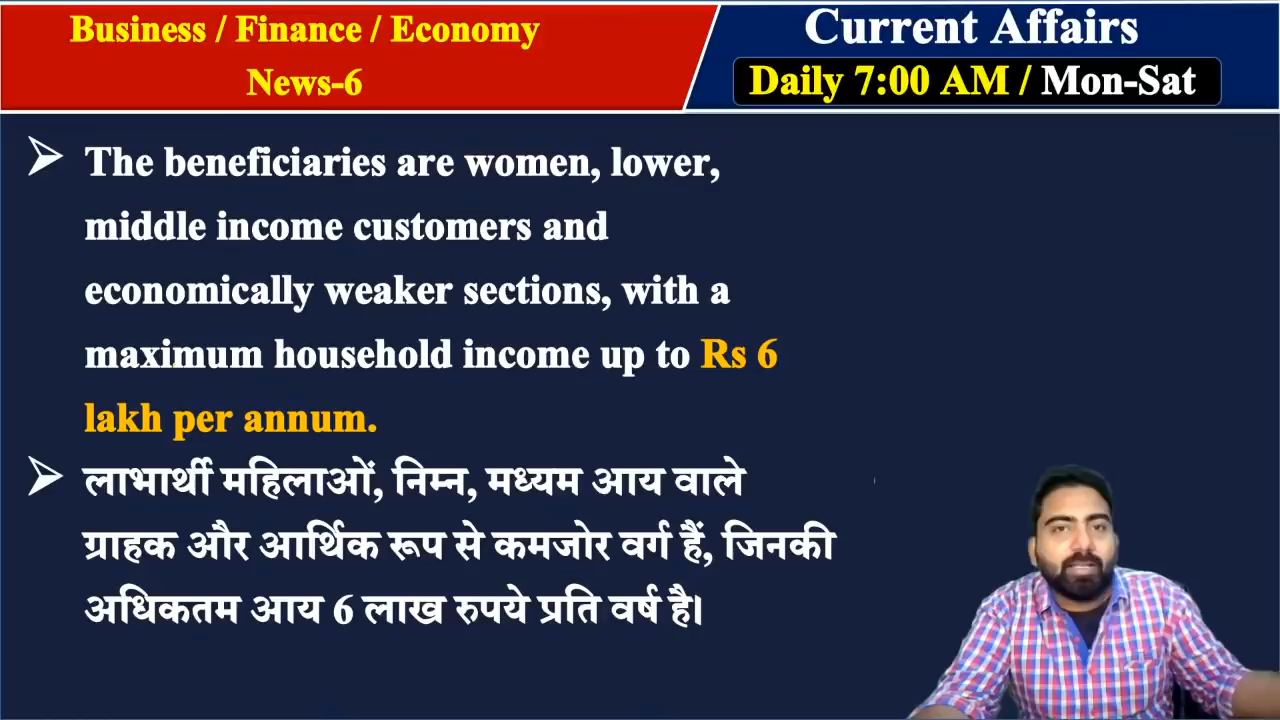 Business / Finance / Economy
News-6
Current Affairs
Daily 7:00 AM / Mon-Sat
The beneficiaries are women, lower,
middle income customers and
economically weaker sections, with a
maximum household income up to Rs 6
lakh per annum.
लाभार्थी महिलाओं, निम्न, मध्यम आय वाले
ग्राहक और आर्थिक रूप से कमजोर वर्ग हैं, जिनकी
अधिकतम आय 6 लाख रुपये प्रति वर्ष है।